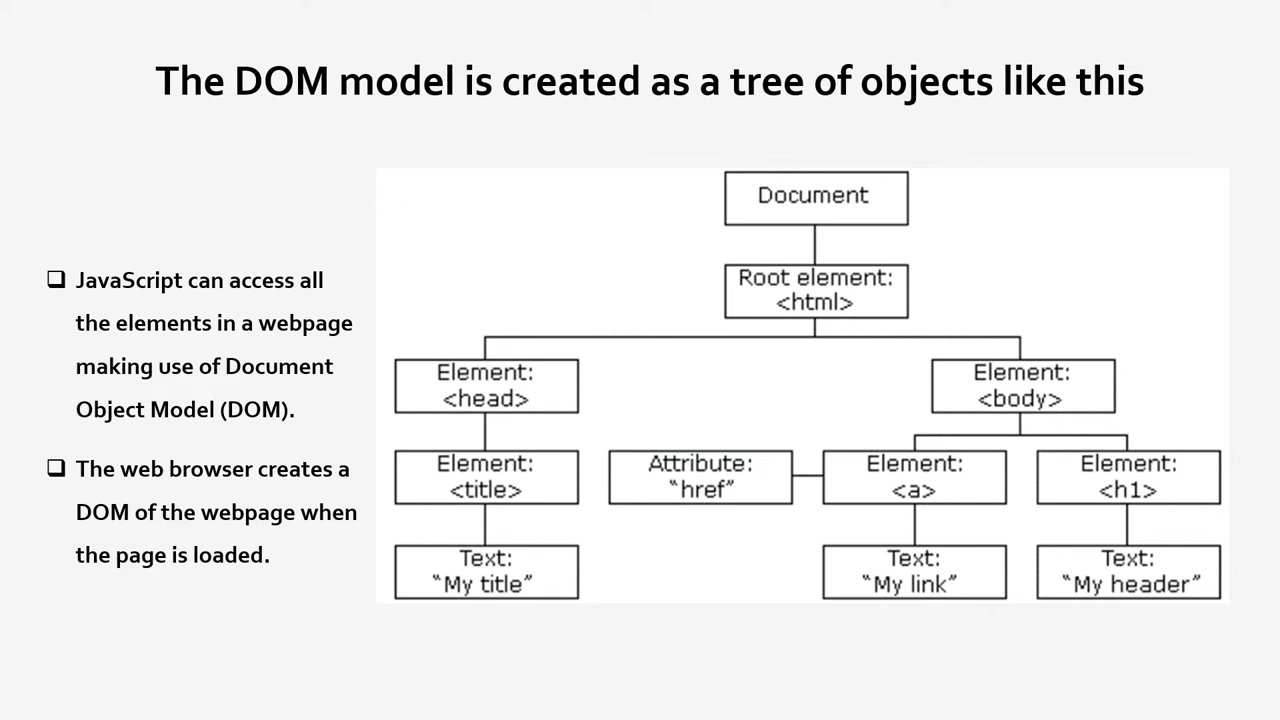 The DOM model is created as a tree of objects like this
JavaScript can access all
the elements in a webpage
making use of Document
Object Model (DOM).
The web browser creates a
DOM of the webpage when
the page is loaded.
Document
Root element:
<html>
Element:
<head>
Element:
<body>
Element:
<title>
Attribute:
“href”
Element:
<a>
Element:
<h1>
Text:
“My title”
Text:
“My link”
Text:
“My header”